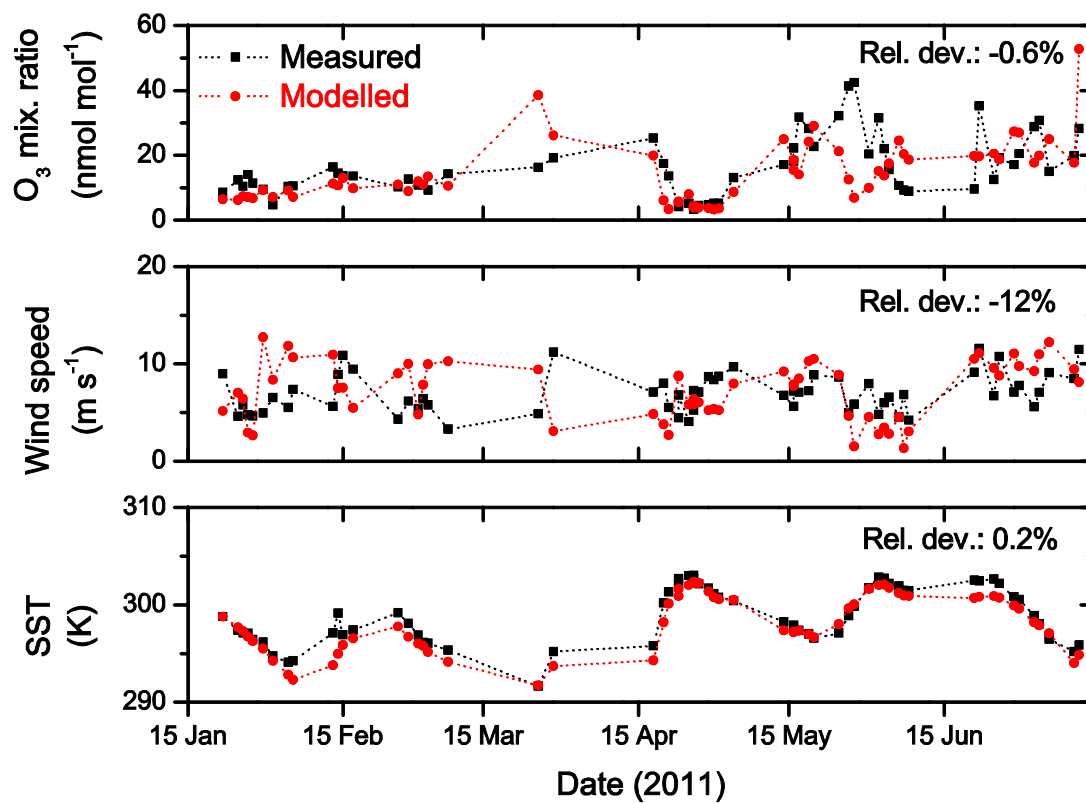 O₃ mix. ratio
(nmol mol⁻¹)
60
40
20
0
Measured
Modelled
Rel. dev.: -0.6%
Wind speed
(m s⁻¹)
20
10
0
Rel. dev.: -12%
SST
(K)
310
300
290
Rel. dev.: 0.2%
15 Jan 15 Feb 15 Mar 15 Apr 15 May 15 Jun
Date (2011)